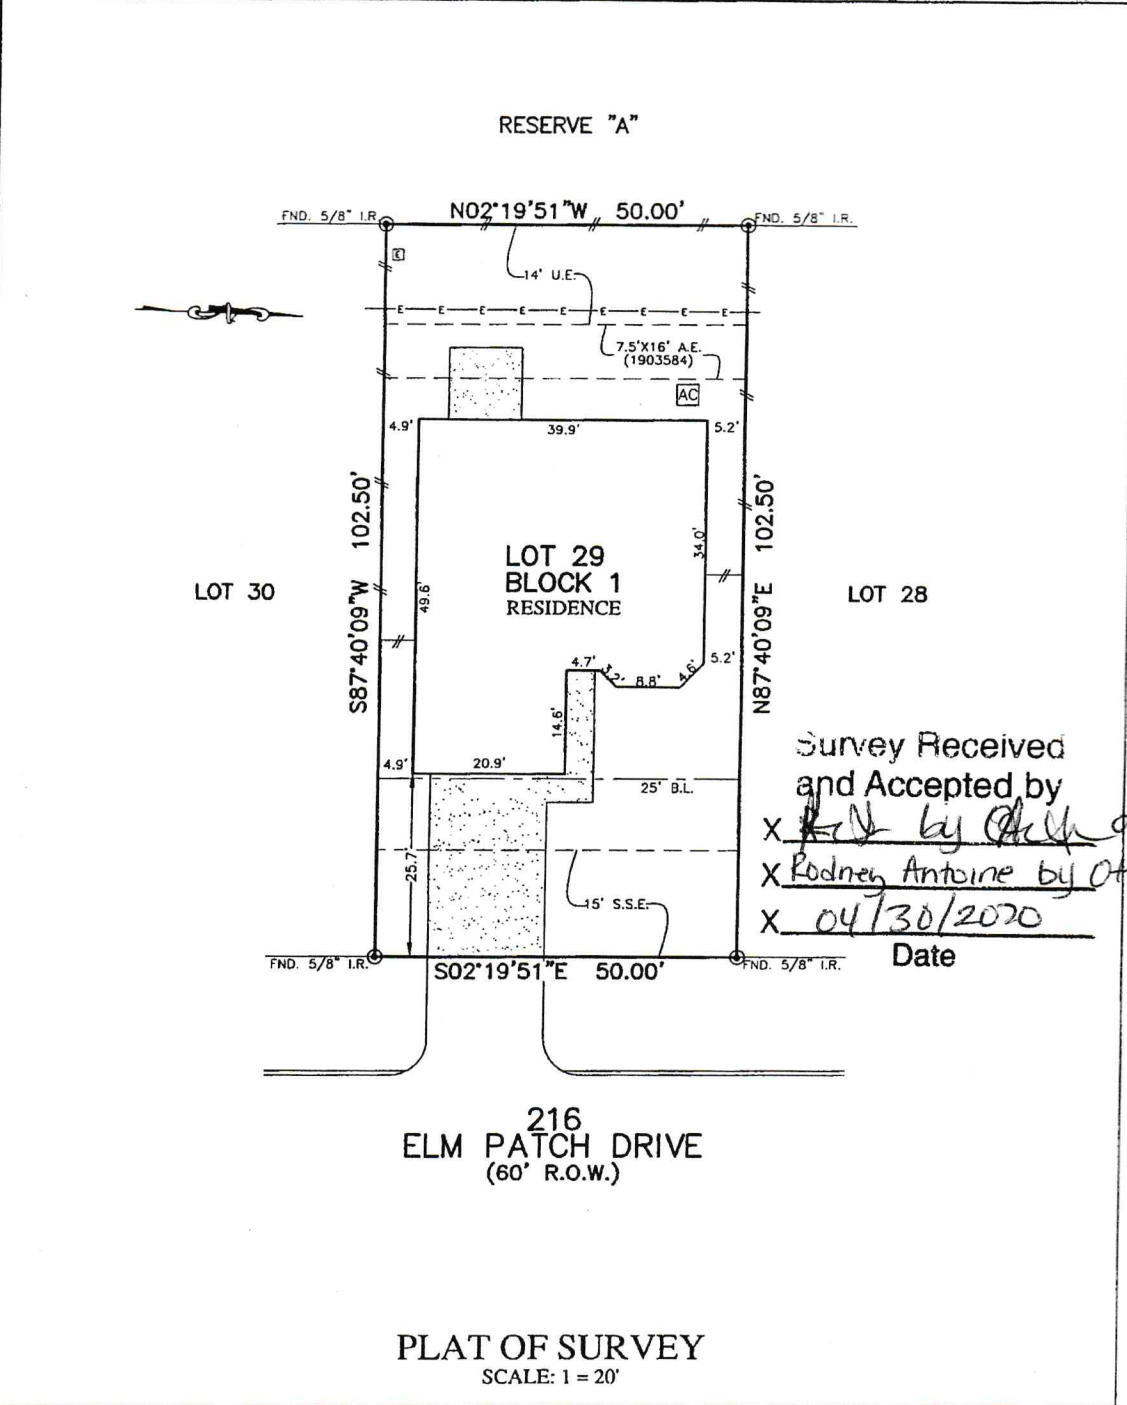 RESERVE "A"
N02°19'51"W 50.00'
FND. 5/8" I.R.
FND. 5/8" I.R.
E
14' U.E.
E E E E E E E E E
7.5'X16' A.E.
(1903584)
AC
4.9'
39.9'
5.2'
S87°40'09"W 102.50'
N87°40'09"E 102.50'
34.0'
49.6'
LOT 29
BLOCK 1
RESIDENCE
LOT 30
LOT 28
4.7'
3.2'
8.8'
4.6'
5.2'
14.6'
4.9'
20.9'
25' B.L.
25.7'
15' S.S.E.
Survey Received
and Accepted by
X by
X Rodney Antoine by
X 04/30/2020
Date
FND. 5/8" I.R.
S02°19'51"E 50.00'
FND. 5/8" I.R.
216
ELM PATCH DRIVE
(60' R.O.W.)
PLAT OF SURVEY
SCALE: 1 = 20'